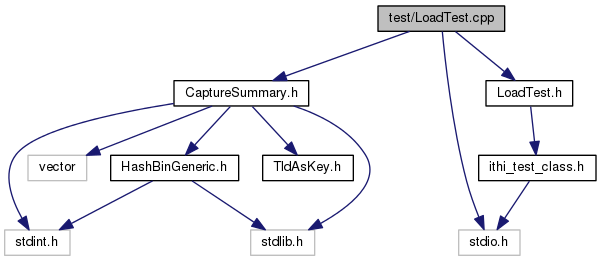 test/LoadTest.cpp
CaptureSummary.h
LoadTest.h
vector
HashBinGeneric.h
TldAsKey.h
ithi_test_class.h
stdint.h
stdlib.h
stdio.h